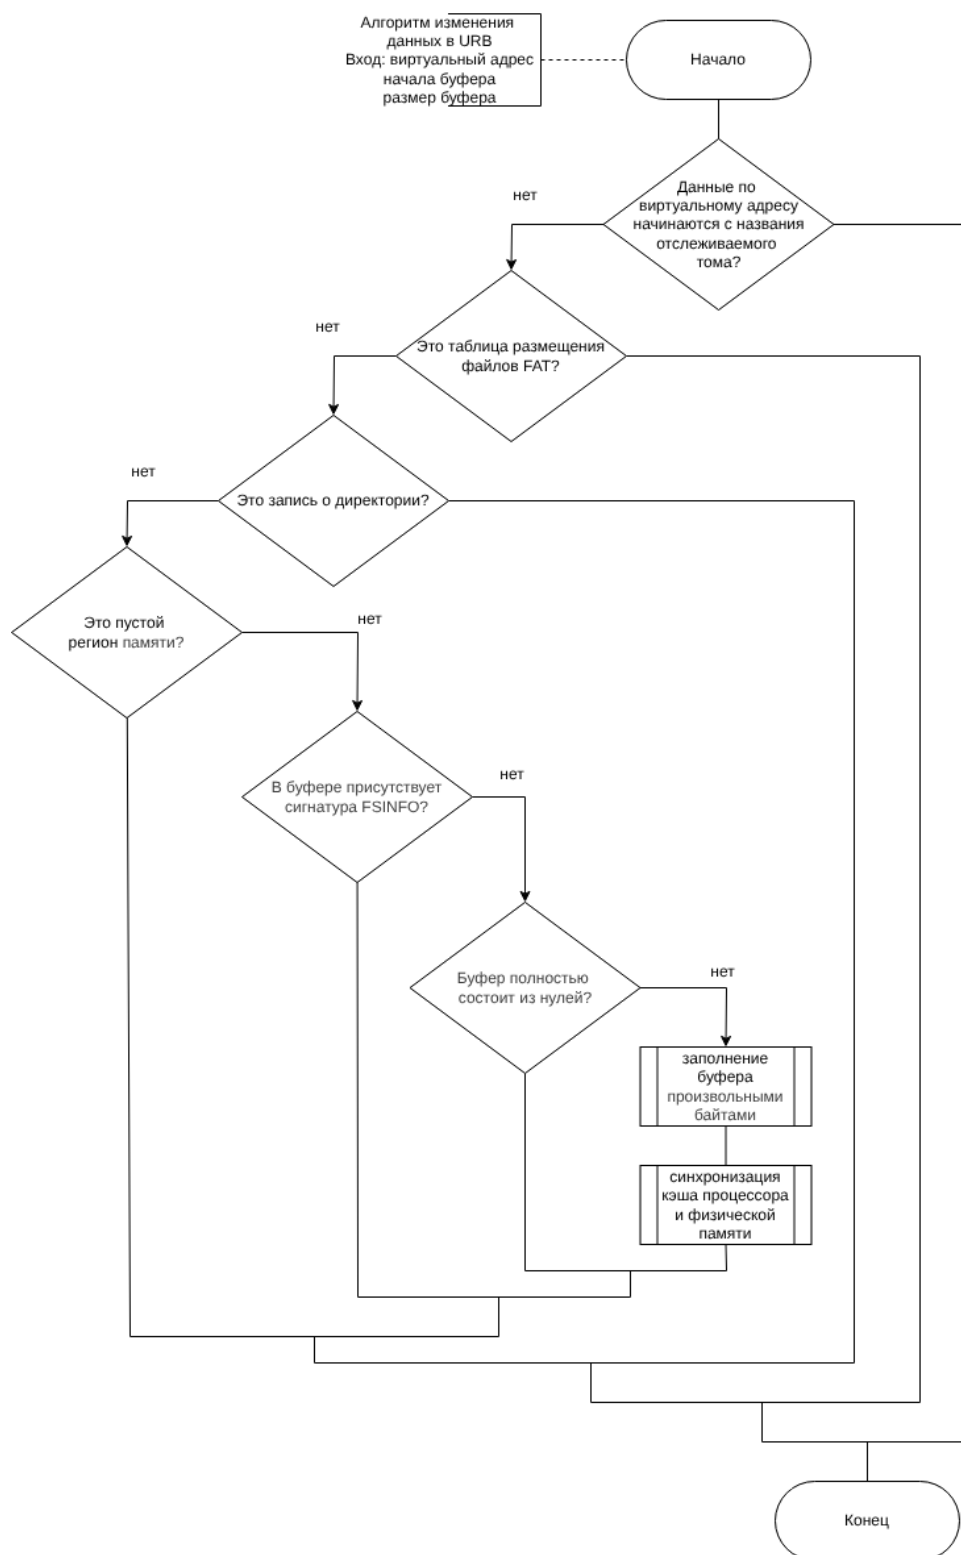 Алгоритм изменения
данных в URB
Вход: виртуальный адрес
начала буфера
размер буфера
Начало
Данные по
виртуальному адресу
начинаются с названия
отслеживаемого
тома?
нет
Это таблица размещения
файлов FAT?
нет
Это запись о директории?
нет
Это пустой
регион памяти?
нет
В буфере присутствует
сигнатура FSINFO?
нет
Буфер полностью
состоит из нулей?
нет
заполнение
буфера
произвольными
байтами
синхронизация
кэша процессора
и физической
памяти
Конец